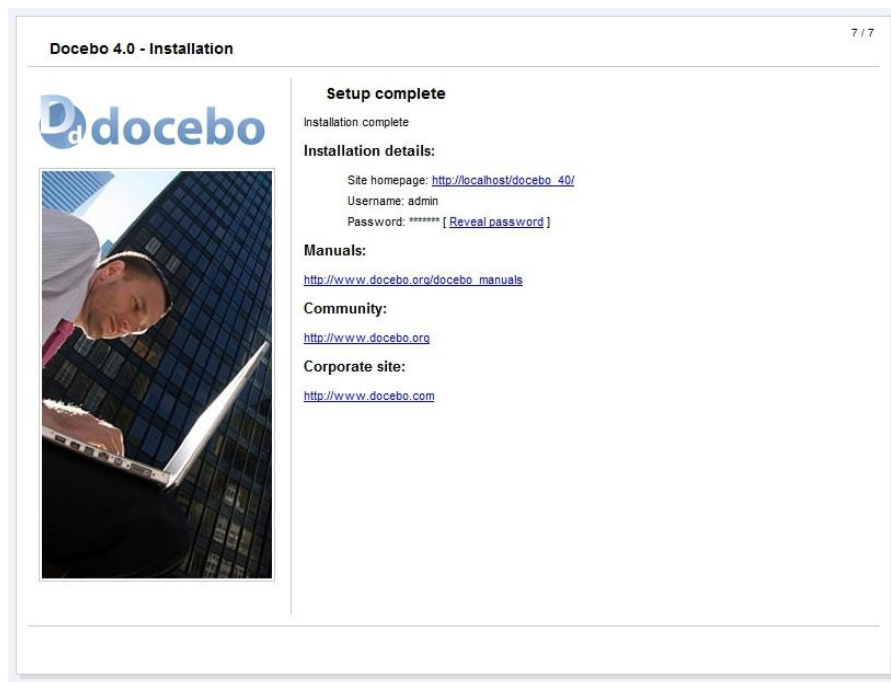 7 / 7
Docebo 4.0 - Installation
Dd docebo
Setup complete
Installation complete
Installation details:
Site homepage: http://localhost/docebo_40/
Username: admin
Password: ******* [ Reveal password ]
Manuals:
http://www.docebo.org/docebo_manuals
Community:
http://www.docebo.org
Corporate site:
http://www.docebo.com